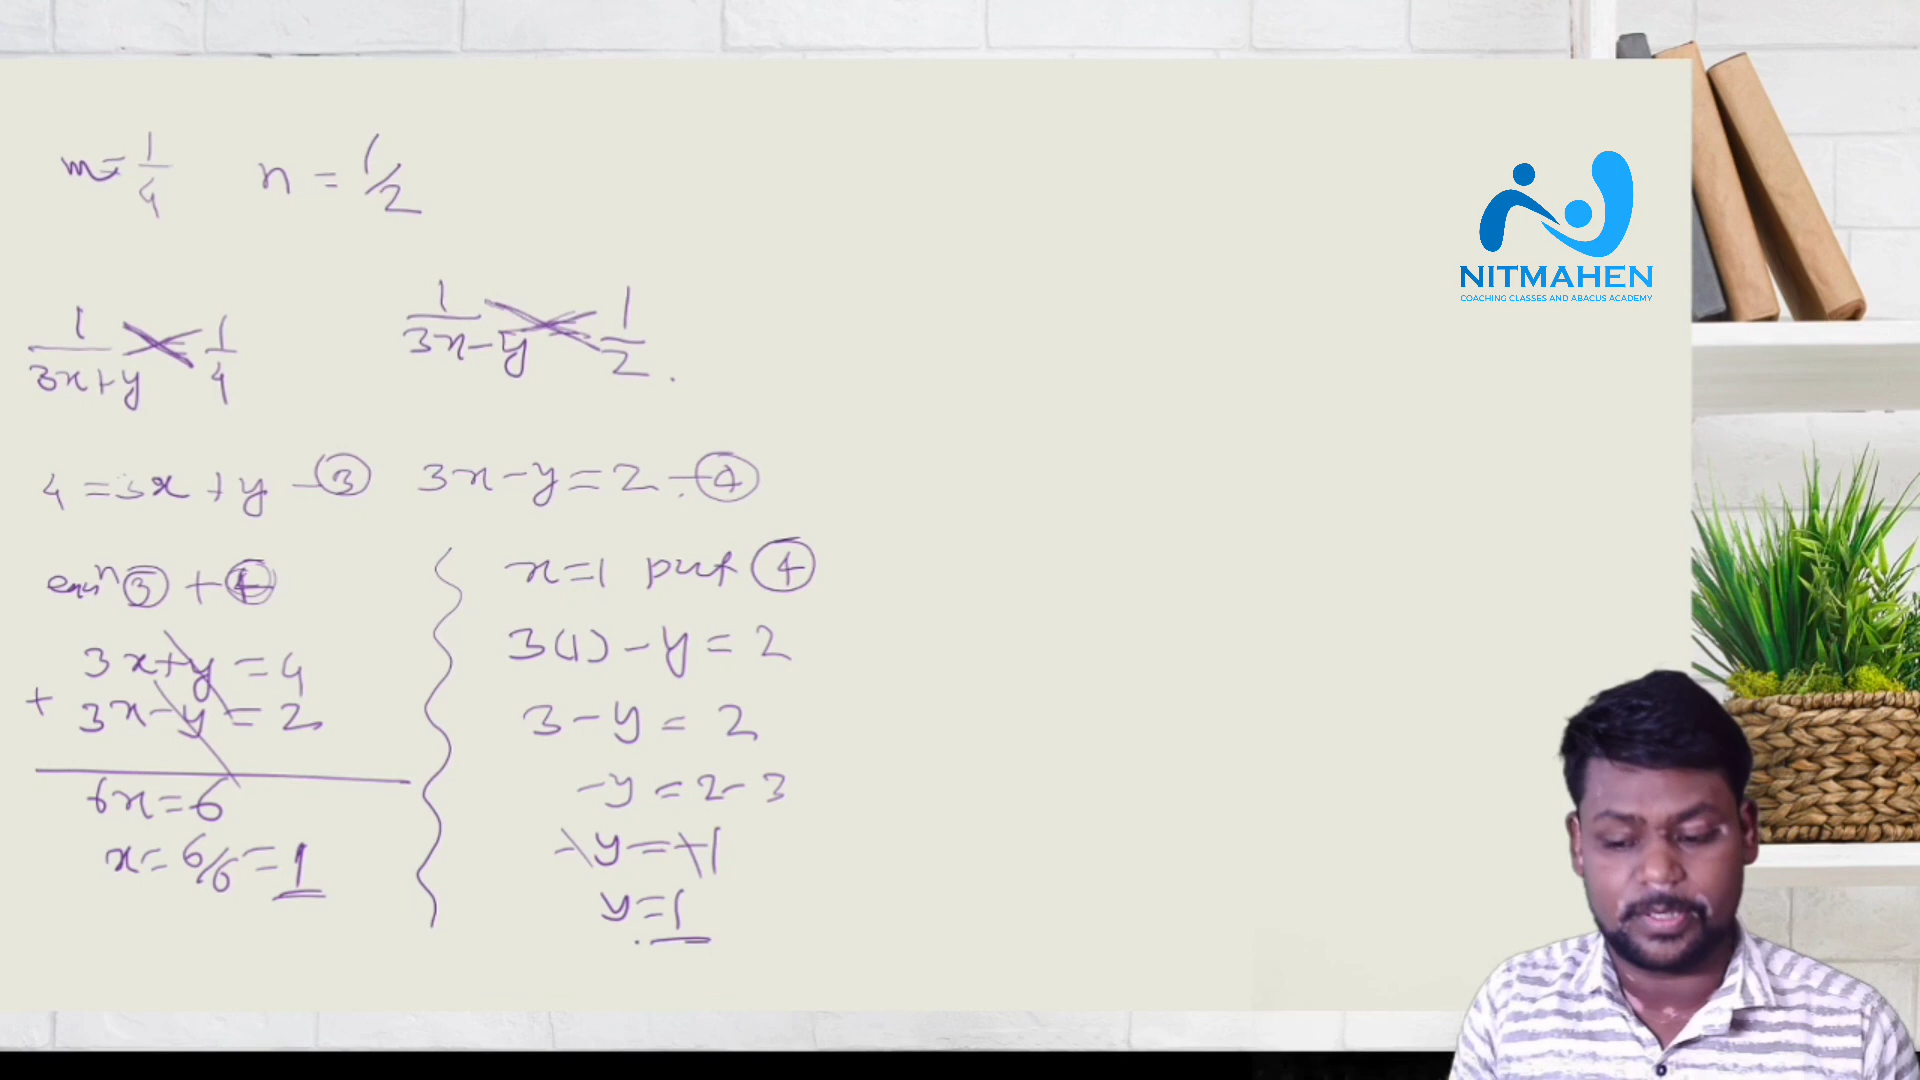 m = 1/4 n = 1/2
1/(3x+y) 1/4 1/(3x-y) 1/2 .
4 = 3x + y - ③ 3x - y = 2 - ④
eqnⁿ ③ + ④
3x + y = 4
+ 3x - y = 2
6x = 6
x = 6/6 = 1
x = 1 put ④
3(1) - y = 2
3 - y = 2
-y = 2 - 3
-y = -1
y = 1
NITMAHEN
COACHING CLASSES AND ABACUS ACADEMY